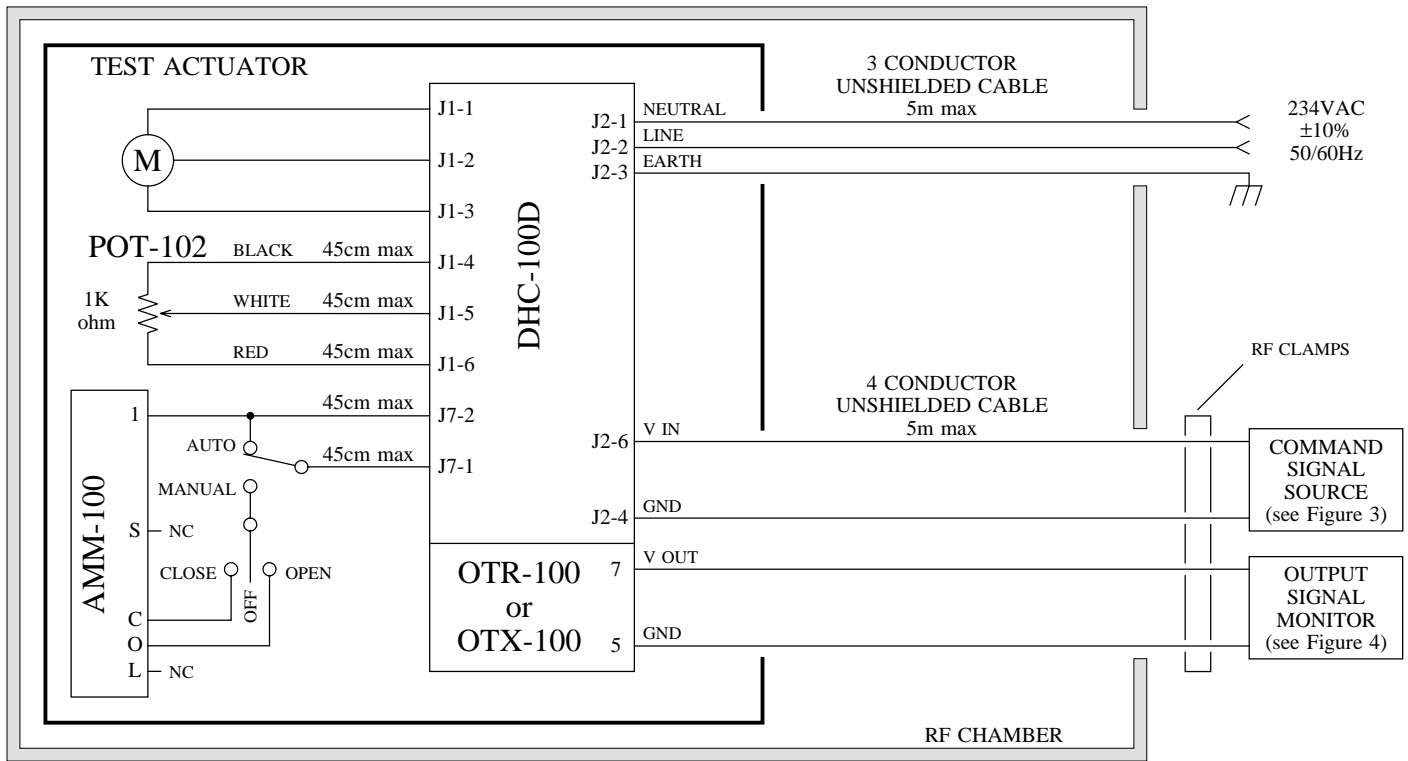 TEST ACTUATOR
M
J1-1
J1-2
J1-3
POT-102
BLACK 45cm max J1-4
1K
ohm
WHITE 45cm max J1-5
RED 45cm max J1-6
AMM-100
1
S
NC
C
O
L
NC
AUTO
MANUAL
CLOSE
OFF
OPEN
45cm max J7-2
45cm max J7-1
DHC-100D
OTR-100
or
OTX-100
J2-1 NEUTRAL
J2-2 LINE
J2-3 EARTH
3 CONDUCTOR
UNSHIELDED CABLE
5m max
234VAC
±10%
50/60Hz
RF CLAMPS
4 CONDUCTOR
UNSHIELDED CABLE
5m max
J2-6 V IN
J2-4 GND
7 V OUT
5 GND
COMMAND
SIGNAL
SOURCE
(see Figure 3)
OUTPUT
SIGNAL
MONITOR
(see Figure 4)
RF CHAMBER